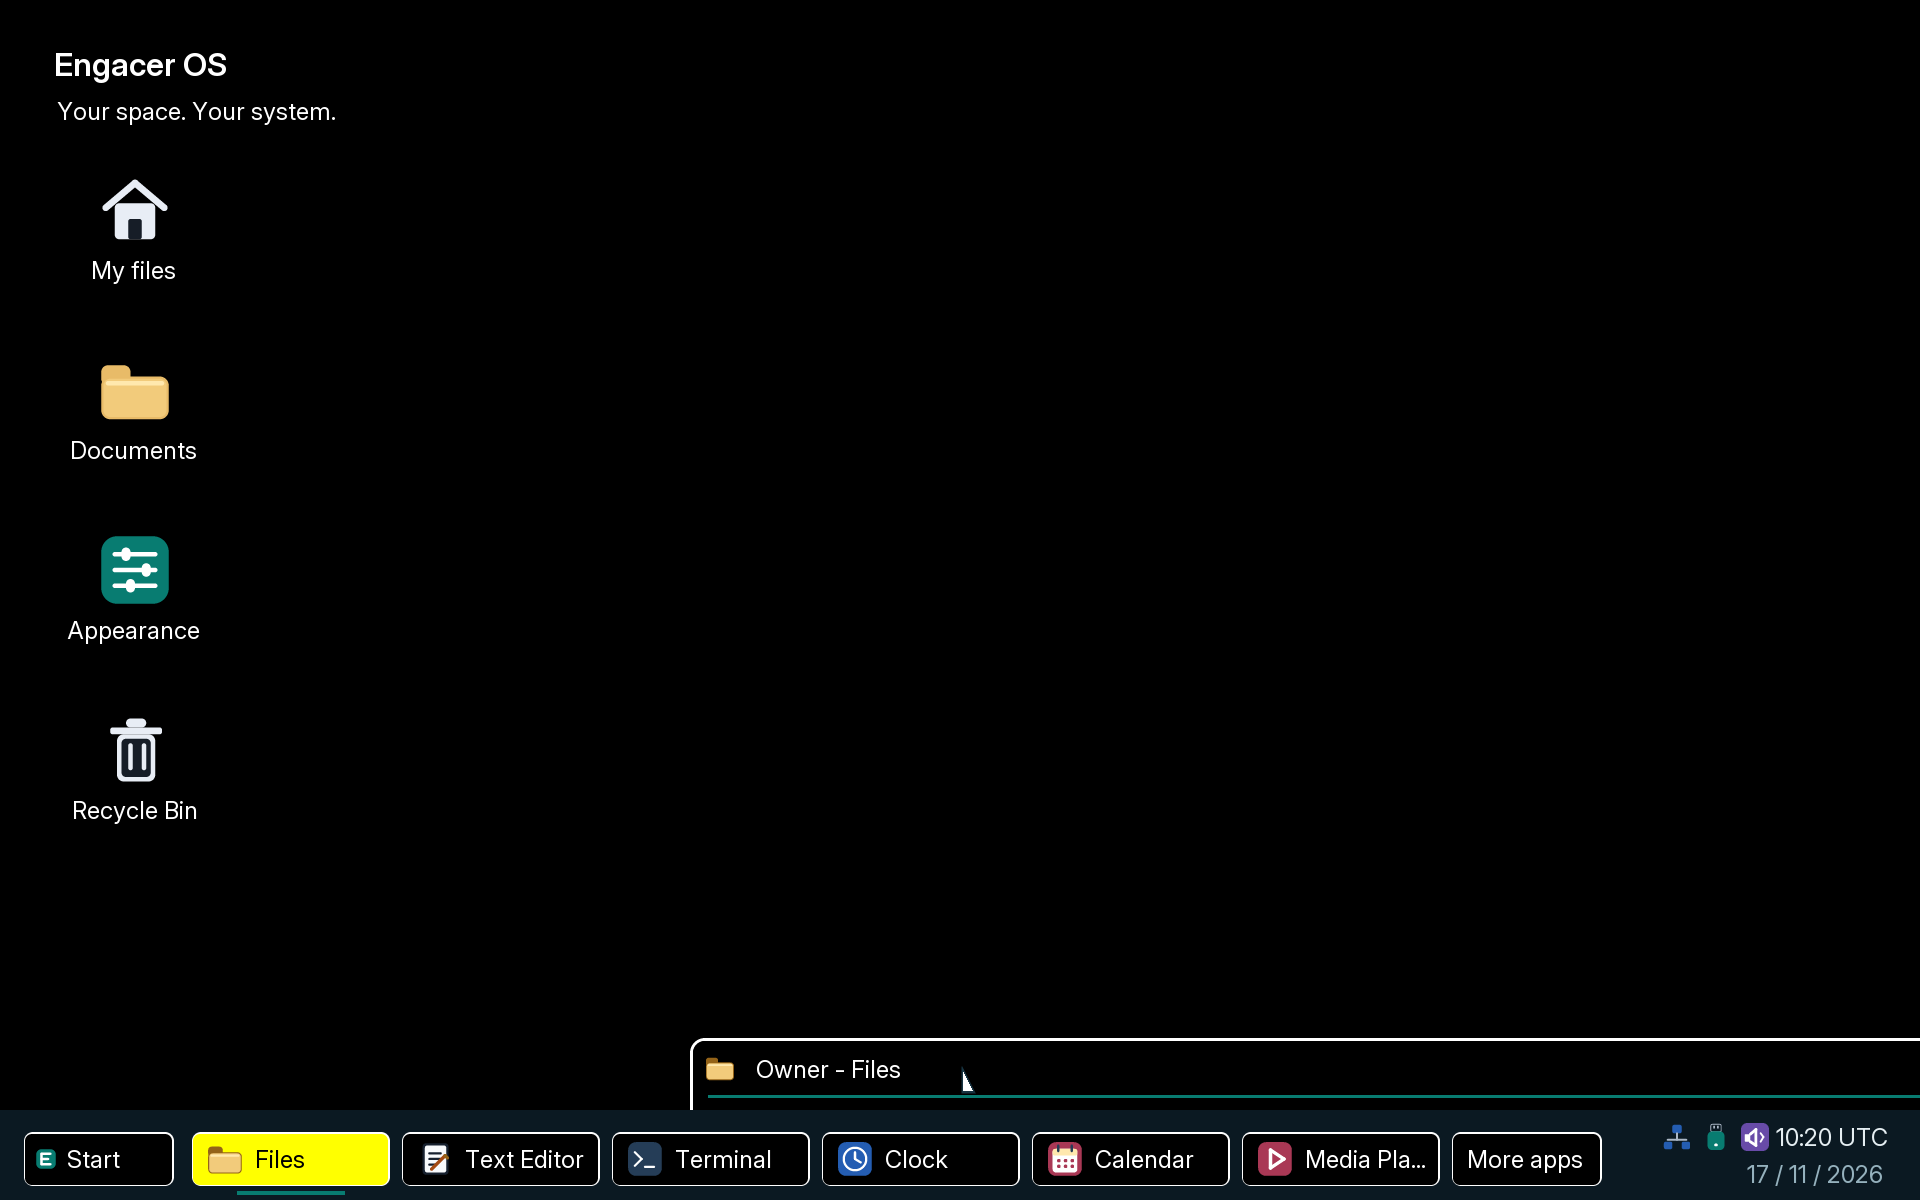 Engacer OS
Your space. Your system.
My files
Documents
Appearance
Recycle Bin
Owner - Files
Start
Files
Text Editor
Terminal
Clock
Calendar
Media Pla...
More apps
10:20 UTC
17 / 11 / 2026